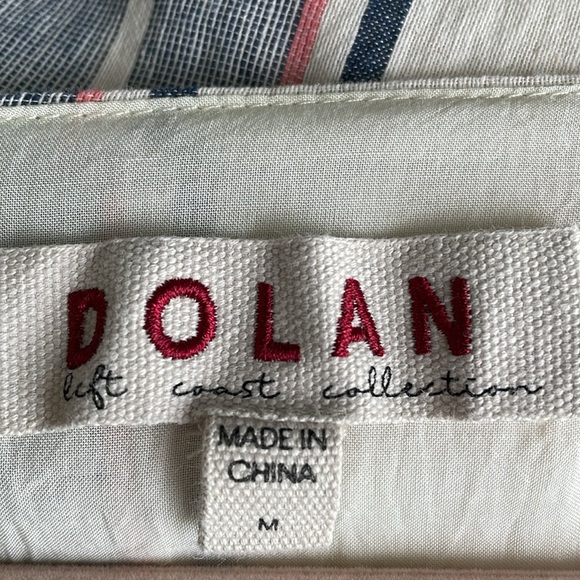 DOLAN
left coast collection
MADE IN
CHINA
M